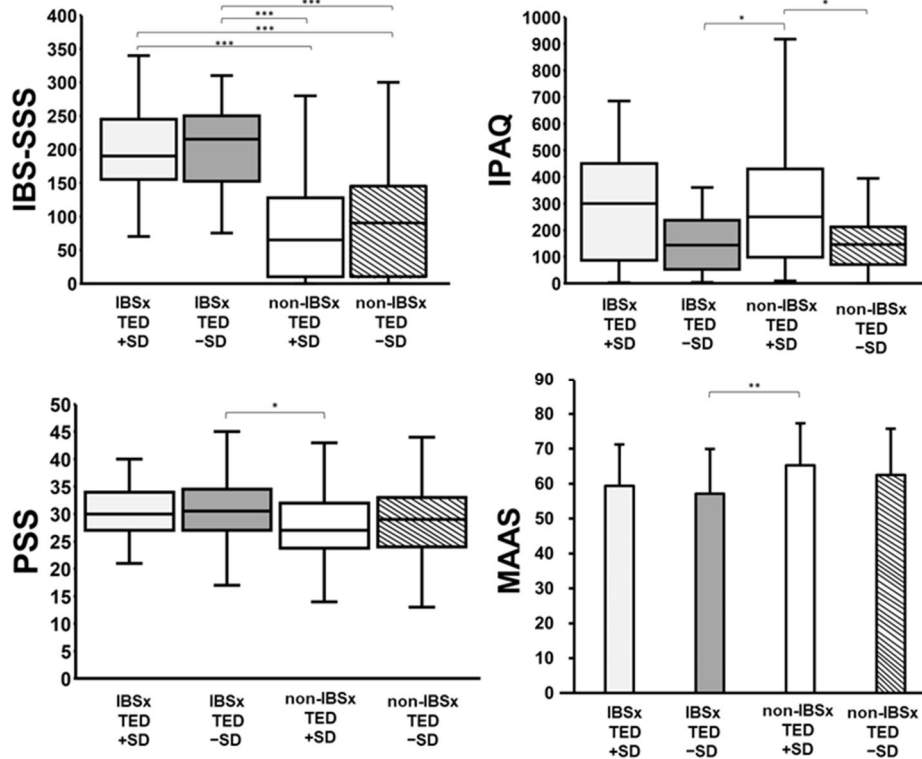 IBS-SSS
400
350
300
250
200
150
100
50
0
***
***
***
***
IBSx TED +SD
IBSx TED −SD
non-IBSx TED +SD
non-IBSx TED −SD
IPAQ
1000
900
800
700
600
500
400
300
200
100
0
*
*
IBSx TED +SD
IBSx TED −SD
non-IBSx TED +SD
non-IBSx TED −SD
PSS
50
45
40
35
30
25
20
15
10
5
0
*
IBSx TED +SD
IBSx TED −SD
non-IBSx TED +SD
non-IBSx TED −SD
MAAS
90
80
70
60
50
40
30
20
10
0
**
IBSx TED +SD
IBSx TED −SD
non-IBSx TED +SD
non-IBSx TED −SD